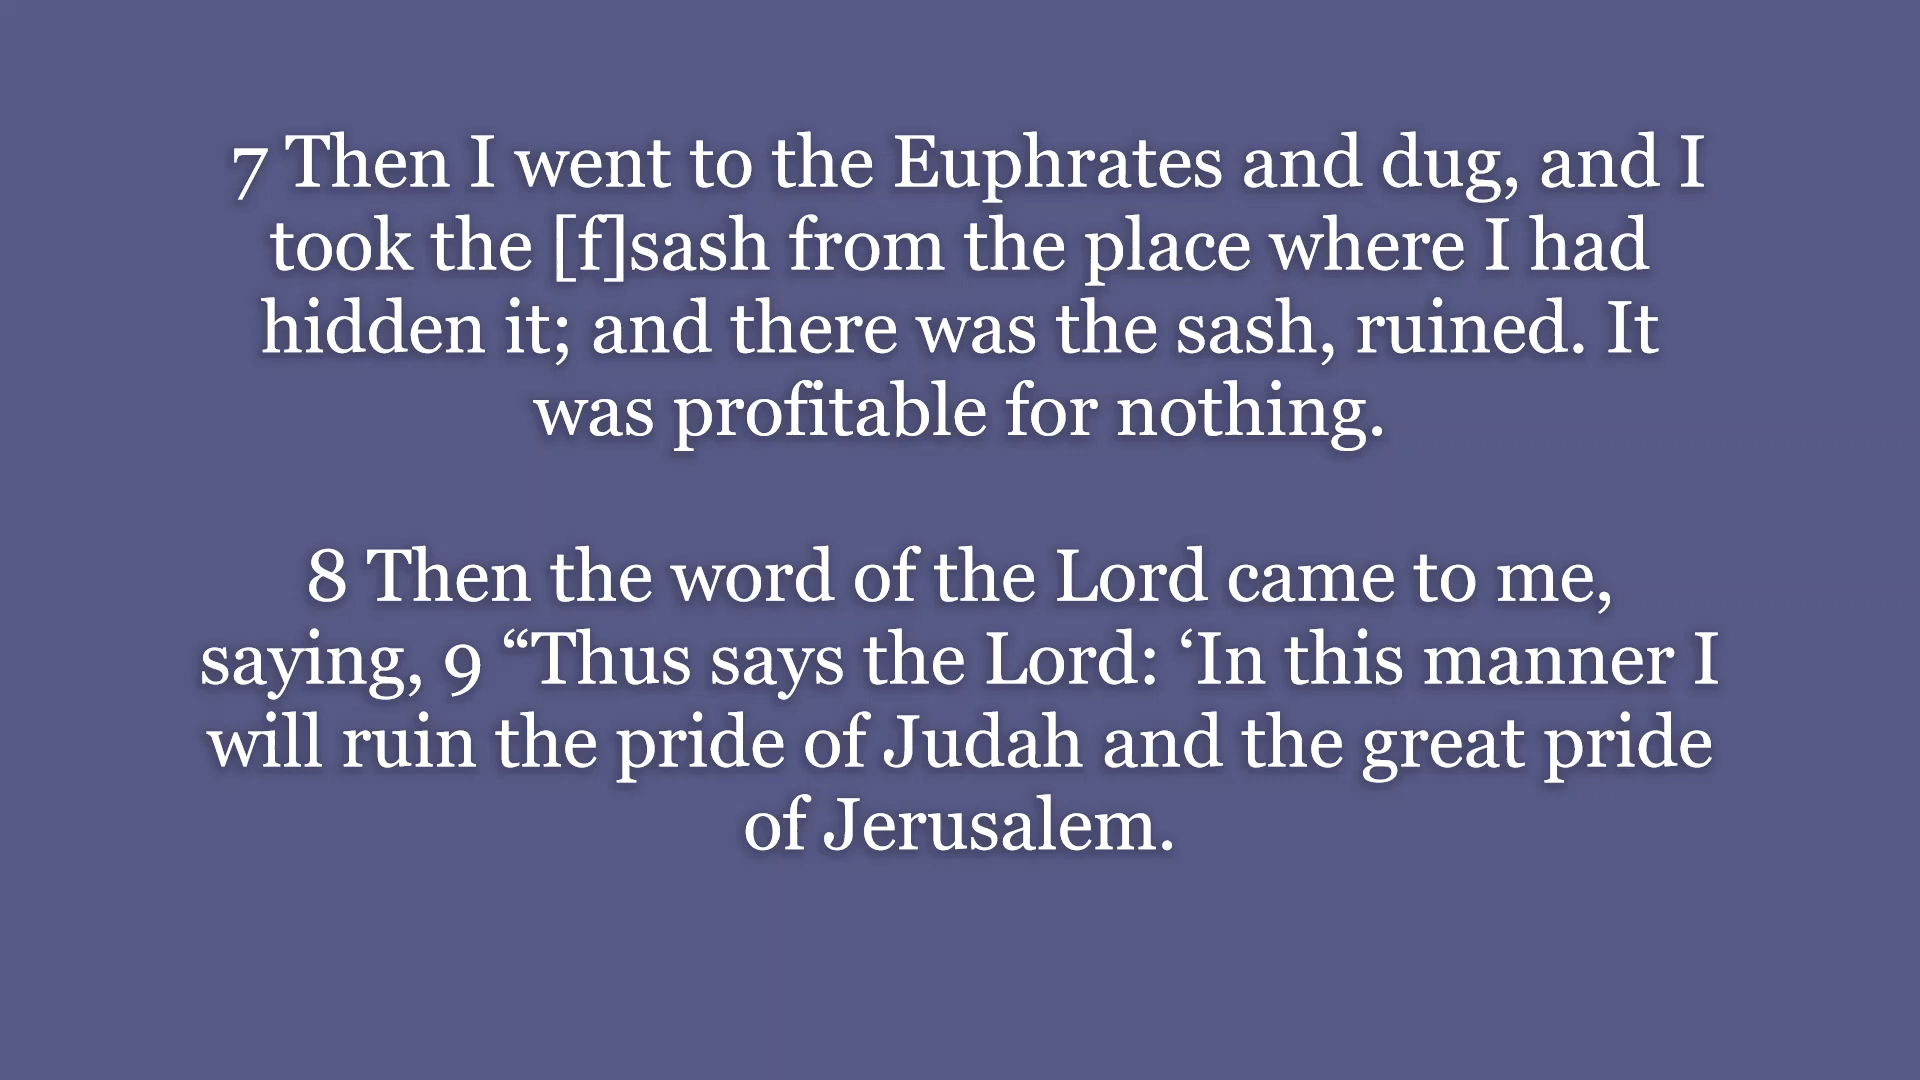 7 Then I went to the Euphrates and dug, and I
took the [f]sash from the place where I had
hidden it; and there was the sash, ruined. It
was profitable for nothing.
8 Then the word of the Lord came to me,
saying, 9 “Thus says the Lord: ‘In this manner I
will ruin the pride of Judah and the great pride
of Jerusalem.